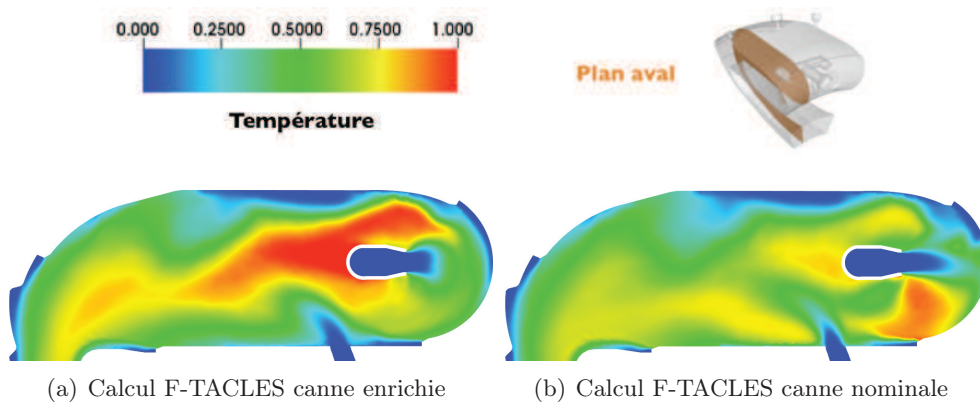 0.000 0.2500 0.5000 0.7500 1.000
Température
Plan aval
(a) Calcul F-TACLES canne enrichie
(b) Calcul F-TACLES canne nominale